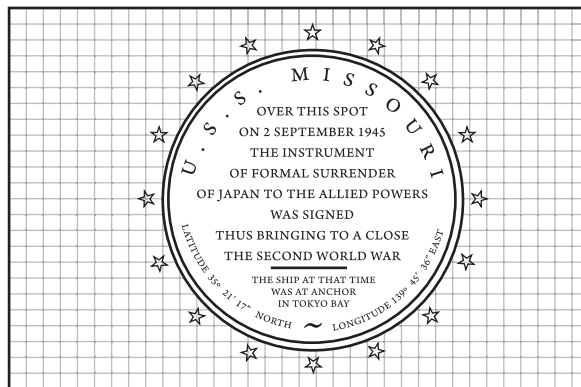 U.S.S. MISSOURI
OVER THIS SPOT
ON 2 SEPTEMBER 1945
THE INSTRUMENT
OF FORMAL SURRENDER
OF JAPAN TO THE ALLIED POWERS
WAS SIGNED
THUS BRINGING TO A CLOSE
THE SECOND WORLD WAR
THE SHIP AT THAT TIME
WAS AT ANCHOR
IN TOKYO BAY
LATITUDE 35° 21′ 17″ NORTH ~ LONGITUDE 139° 45′ 36″ EAST